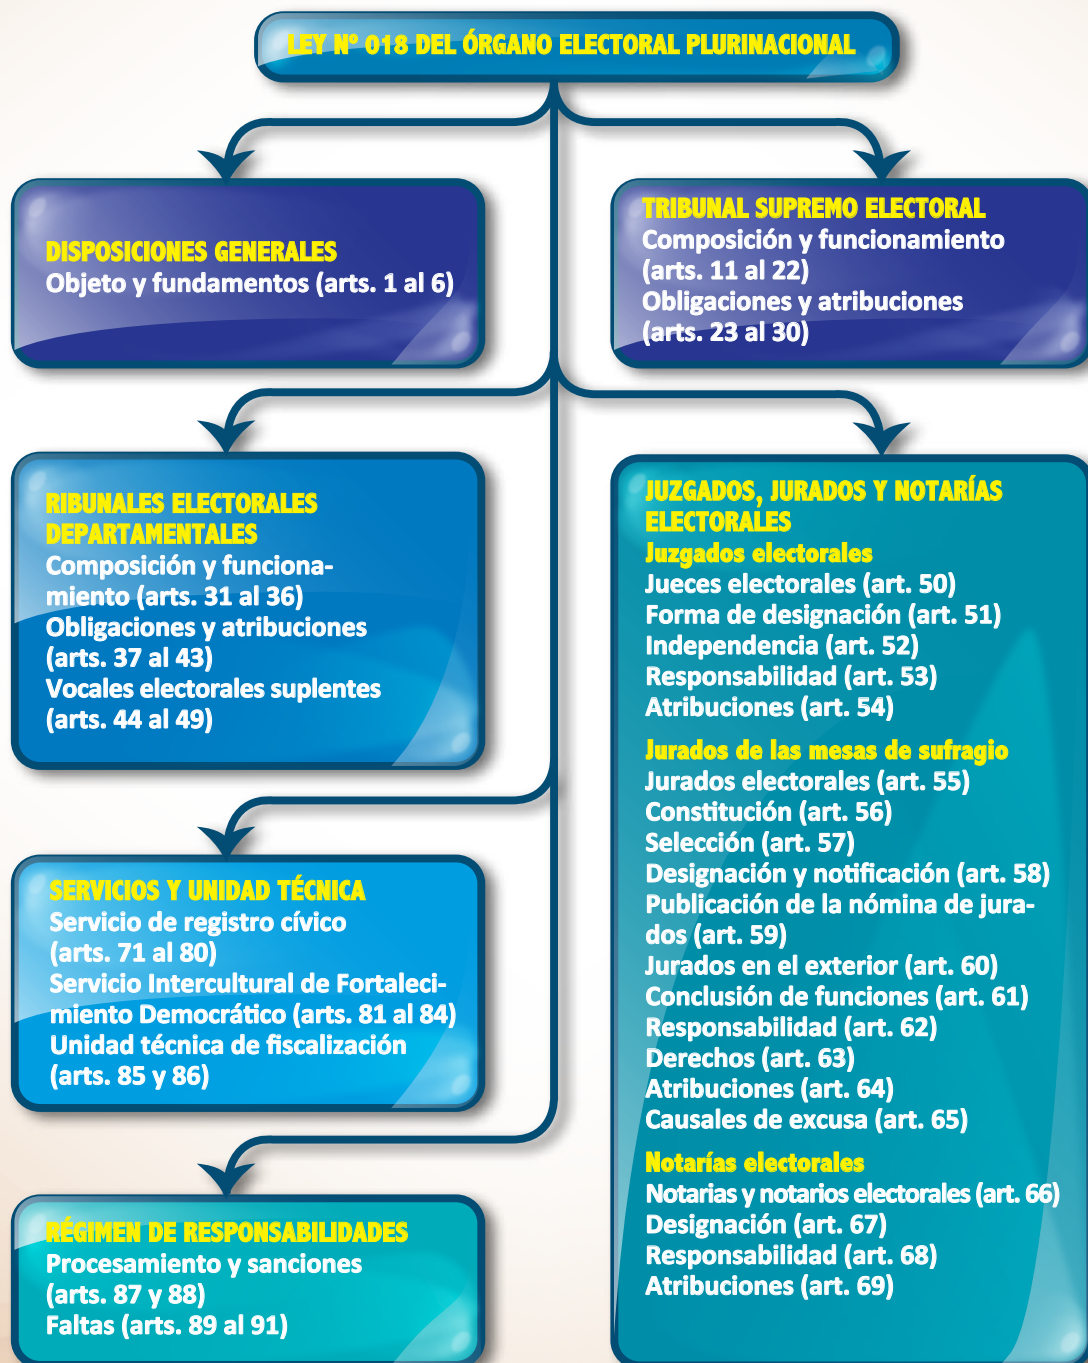 LEY Nº 018 DEL ÓRGANO ELECTORAL PLURINACIONAL
DISPOSICIONES GENERALES
Objeto y fundamentos (arts. 1 al 6)
TRIBUNAL SUPREMO ELECTORAL
Composición y funcionamiento
(arts. 11 al 22)
Obligaciones y atribuciones
(arts. 23 al 30)
RIBUNALES ELECTORALES
DEPARTAMENTALES
Composición y funciona-
miento (arts. 31 al 36)
Obligaciones y atribuciones
(arts. 37 al 43)
Vocales electorales suplentes
(arts. 44 al 49)
JUZGADOS, JURADOS Y NOTARÍAS
ELECTORALES
Juzgados electorales
Jueces electorales (art. 50)
Forma de designación (art. 51)
Independencia (art. 52)
Responsabilidad (art. 53)
Atribuciones (art. 54)
Jurados de las mesas de sufragio
Jurados electorales (art. 55)
Constitución (art. 56)
Selección (art. 57)
Designación y notificación (art. 58)
Publicación de la nómina de jura-
dos (art. 59)
Jurados en el exterior (art. 60)
Conclusión de funciones (art. 61)
Responsabilidad (art. 62)
Derechos (art. 63)
Atribuciones (art. 64)
Causales de excusa (art. 65)
Notarías electorales
Notarias y notarios electorales (art. 66)
Designación (art. 67)
Responsabilidad (art. 68)
Atribuciones (art. 69)
SERVICIOS Y UNIDAD TÉCNICA
Servicio de registro cívico
(arts. 71 al 80)
Servicio Intercultural de Fortaleci-
miento Democrático (arts. 81 al 84)
Unidad técnica de fiscalización
(arts. 85 y 86)
RÉGIMEN DE RESPONSABILIDADES
Procesamiento y sanciones
(arts. 87 y 88)
Faltas (arts. 89 al 91)